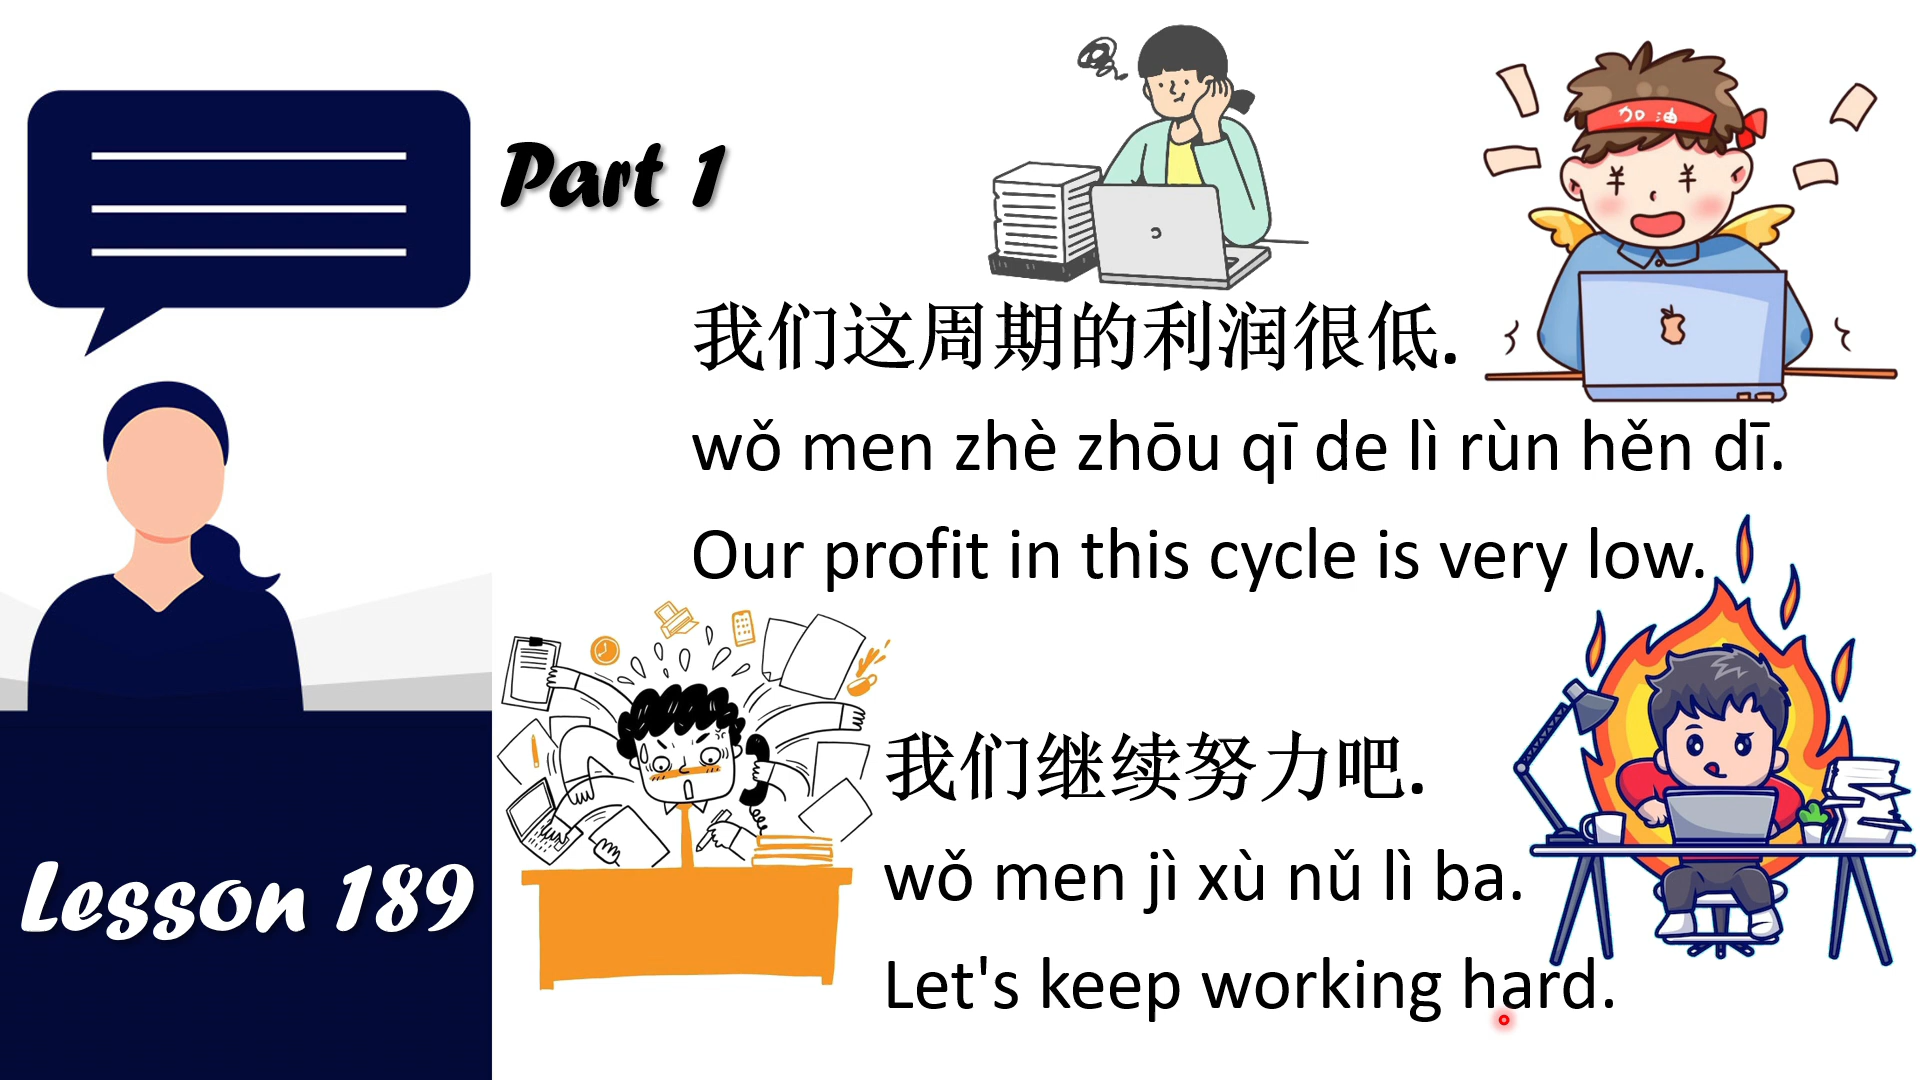 Part 1
加油
我们这周期的利润很低.
wǒ men zhè zhōu qī de lì rùn hěn dī.
Our profit in this cycle is very low.
我们继续努力吧.
wǒ men jì xù nǔ lì ba.
Let's keep working hard.
Lesson 189